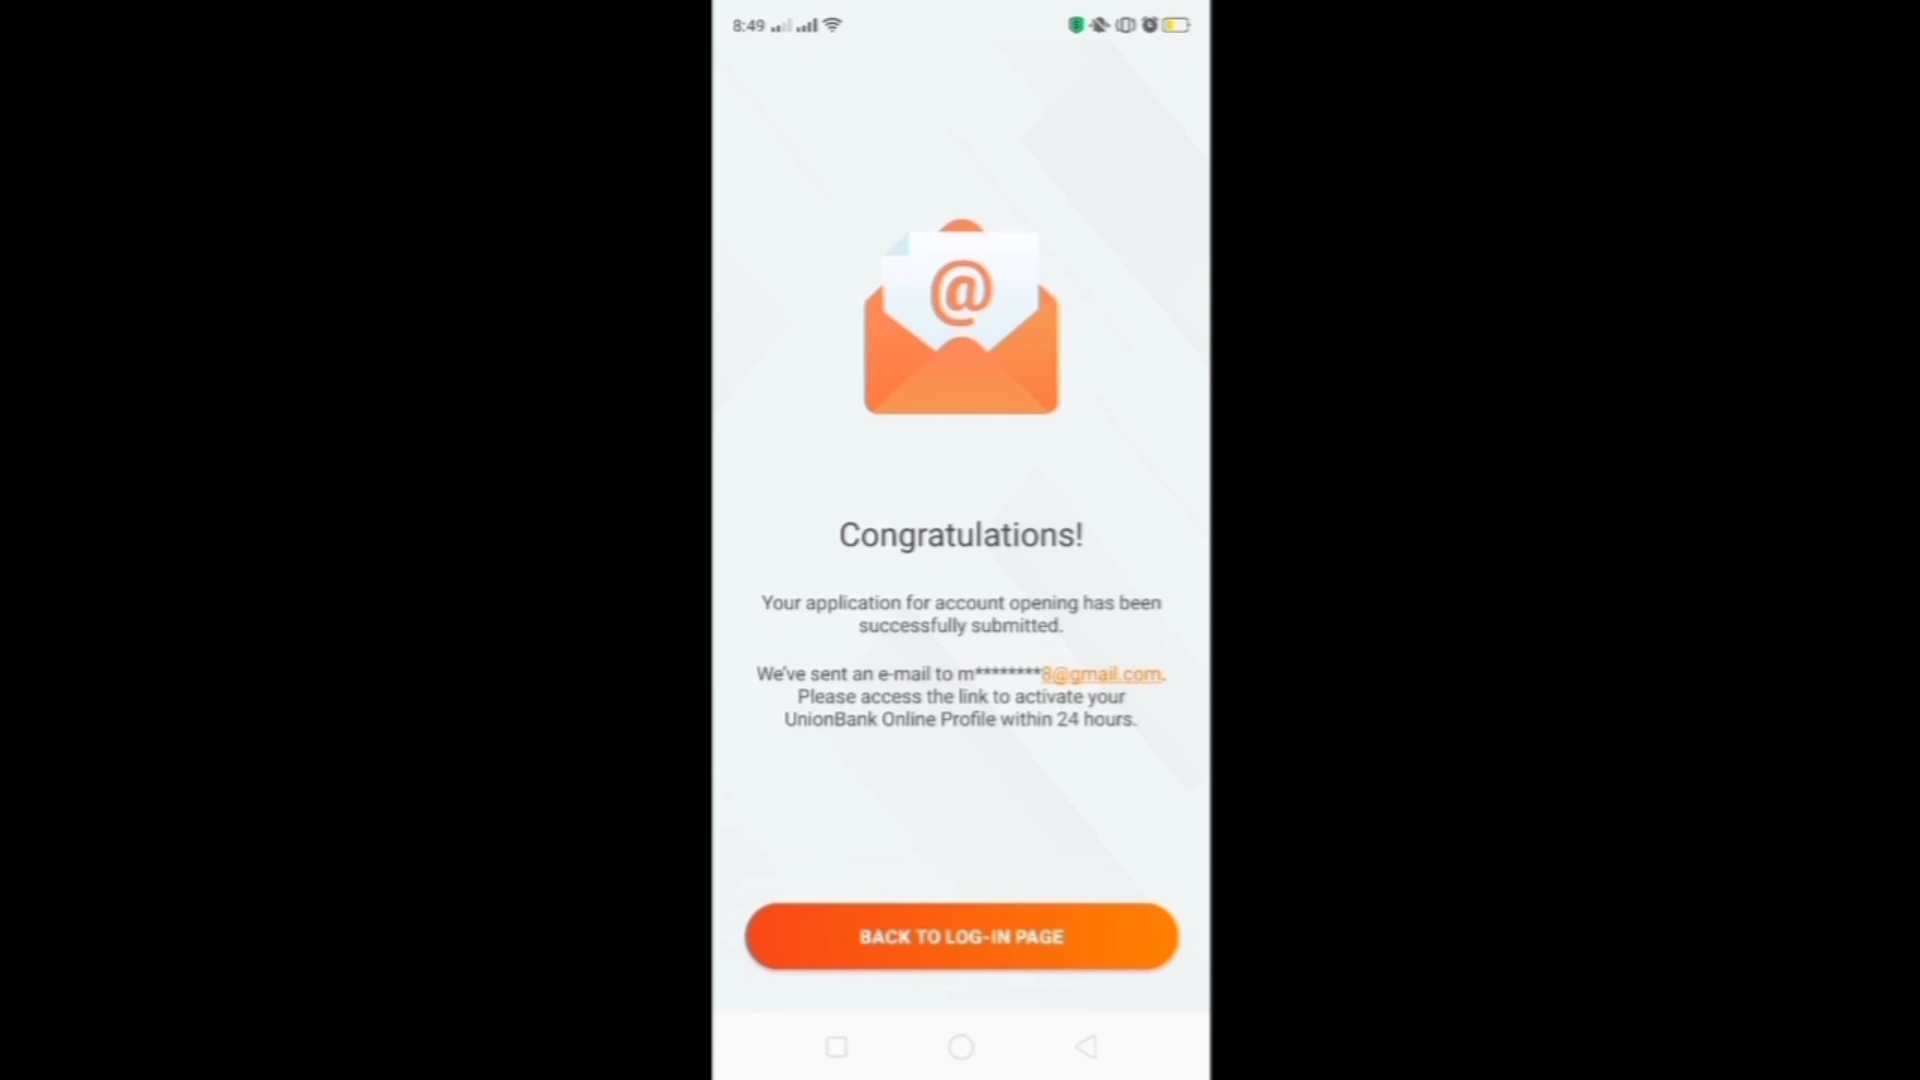 8:49
@
Congratulations!
Your application for account opening has been
successfully submitted.
We've sent an e-mail to m********8@gmail.com.
Please access the link to activate your
UnionBank Online Profile within 24 hours.
BACK TO LOG-IN PAGE